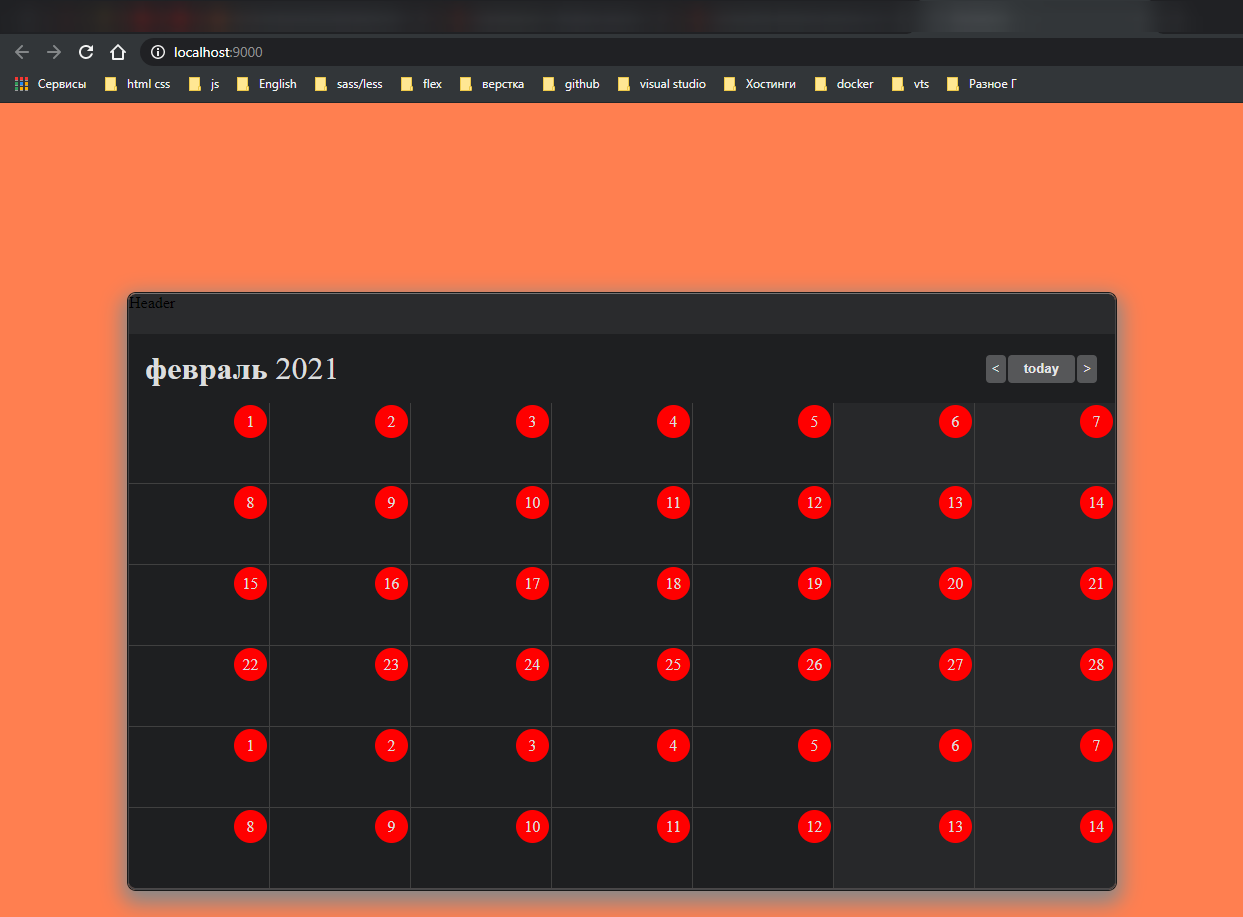 localhost:9000
Сервисы html css js English sass/less flex верстка github visual studio Хостинги docker vts Разное Г
Header
февраль 2021 < today >
1 2 3 4 5 6 7
8 9 10 11 12 13 14
15 16 17 18 19 20 21
22 23 24 25 26 27 28
1 2 3 4 5 6 7
8 9 10 11 12 13 14